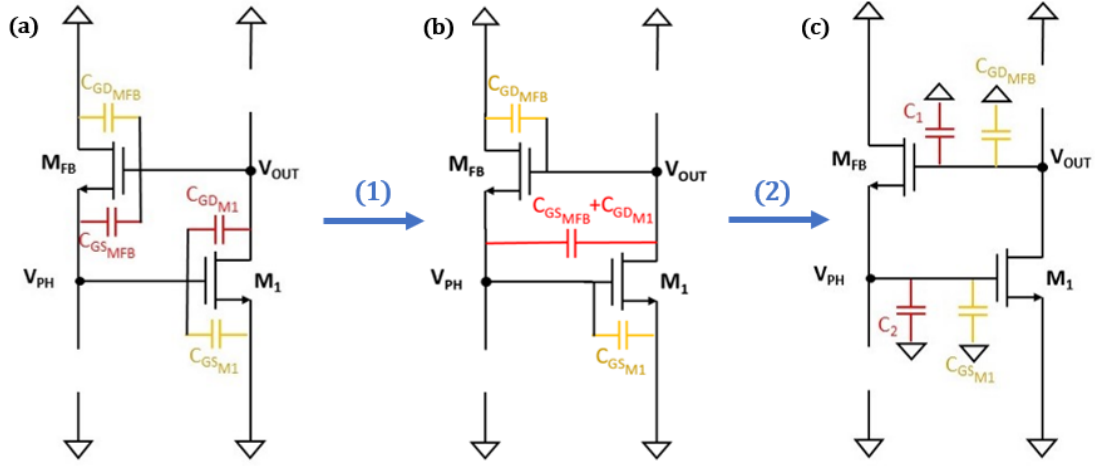 (a)
C_GD_MFB
M_FB
V_OUT
C_GD_M1
C_GS_MFB
V_PH
M_1
C_GS_M1
(1)
(b)
C_GD_MFB
M_FB
V_OUT
C_GS_MFB+C_GD_M1
V_PH
M_1
C_GS_M1
(2)
(c)
C_GD_MFB
C_1
M_FB
V_OUT
V_PH
M_1
C_2
C_GS_M1